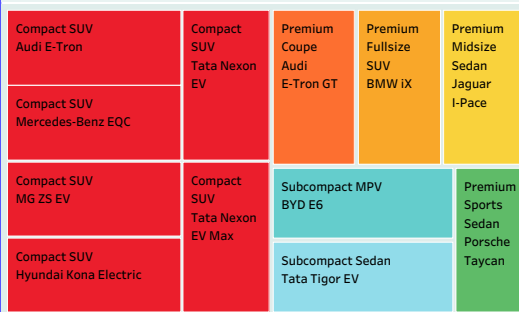 Compact SUV
Audi E-Tron
Compact SUV
Mercedes-Benz EQC
Compact SUV
MG ZS EV
Compact SUV
Hyundai Kona Electric
Compact
SUV
Tata Nexon
EV
Compact
SUV
Tata Nexon
EV Max
Premium
Coupe
Audi
E-Tron GT
Premium
Fullsize
SUV
BMW iX
Premium
Midsize
Sedan
Jaguar
I-Pace
Subcompact MPV
BYD E6
Subcompact Sedan
Tata Tigor EV
Premium
Sports
Sedan
Porsche
Taycan